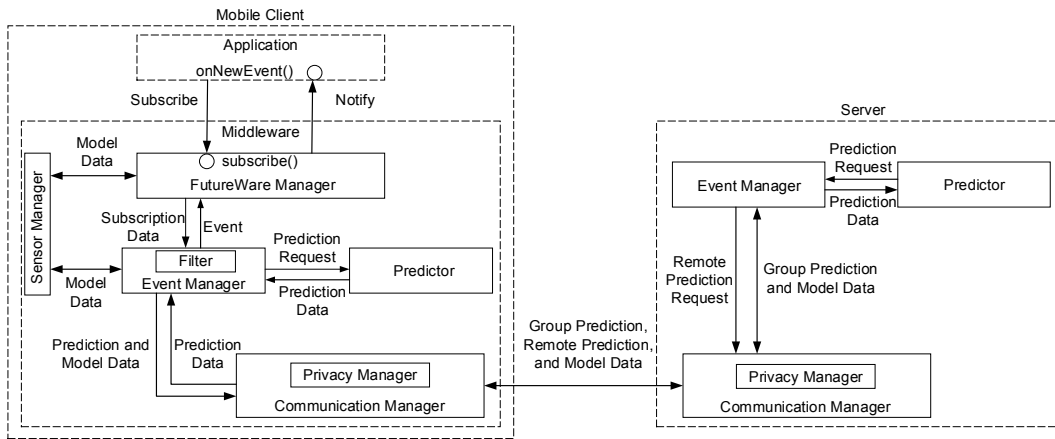 Mobile Client
Application
onNewEvent()
Subscribe
Notify
Middleware
Model
Data
subscribe()
FutureWare Manager
Sensor Manager
Subscription
Data
Event
Filter
Event Manager
Model
Data
Prediction
Request
Prediction
Data
Predictor
Prediction and
Model Data
Prediction
Data
Privacy Manager
Communication Manager
Group Prediction,
Remote Prediction,
and Model Data
Server
Event Manager
Prediction
Request
Prediction
Data
Predictor
Remote
Prediction
Request
Group Prediction
and Model Data
Privacy Manager
Communication Manager